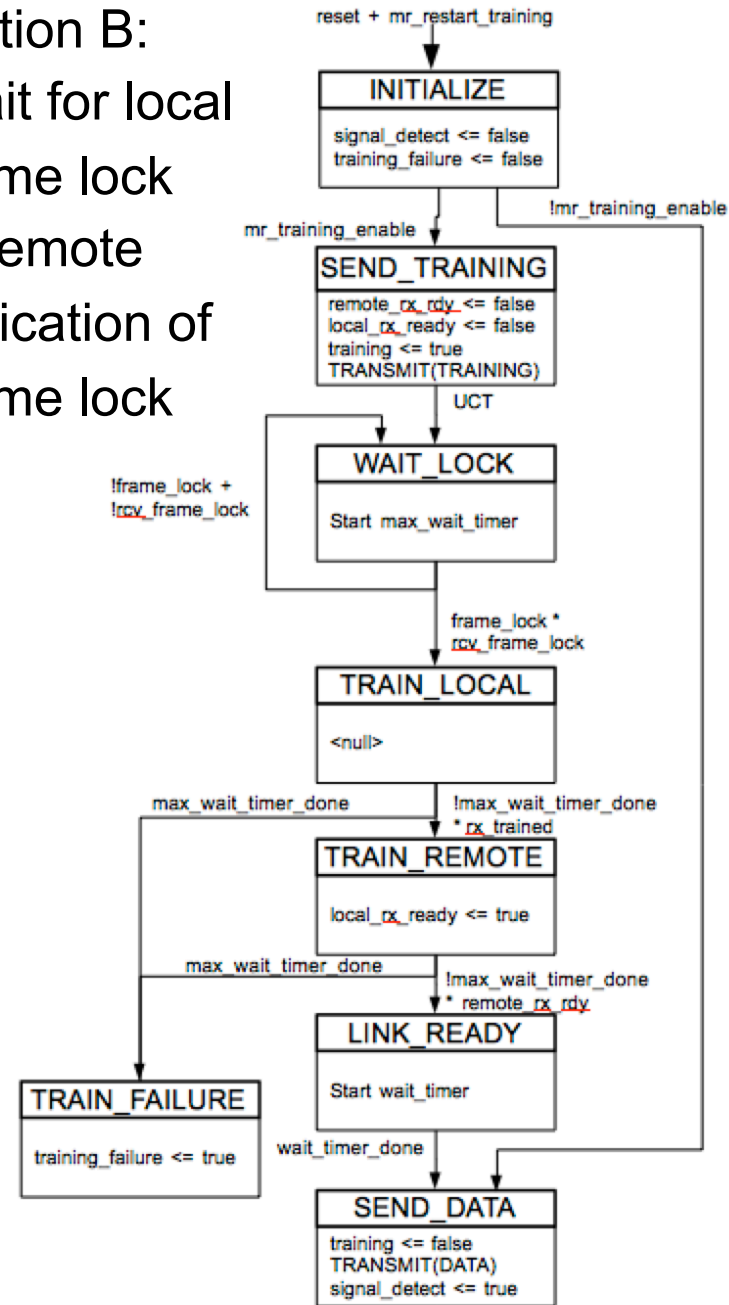 tion B:
ait for local
me lock
emote
ication of
me lock
reset + mr_restart_training
INITIALIZE
signal_detect <= false
training_failure <= false
!mr_training_enable
mr_training_enable
SEND_TRAINING
remote_rx_rdy <= false
local_rx_ready <= false
training <= true
TRANSMIT(TRAINING)
UCT
WAIT_LOCK
!frame_lock +
!rcv_frame_lock
Start max_wait_timer
frame_lock *
rcv_frame_lock
TRAIN_LOCAL
<null>
max_wait_timer_done
!max_wait_timer_done
* rx_trained
TRAIN_REMOTE
local_rx_ready <= true
max_wait_timer_done
!max_wait_timer_done
* remote_rx_rdy
LINK_READY
Start wait_timer
TRAIN_FAILURE
training_failure <= true
wait_timer_done
SEND_DATA
training <= false
TRANSMIT(DATA)
signal_detect <= true